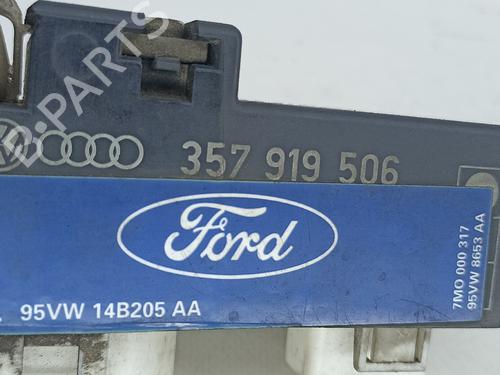 B-PARTS
357 919 506
Ford
95VW 14B205 AA
7M0 000 317
95VW 8653 AA